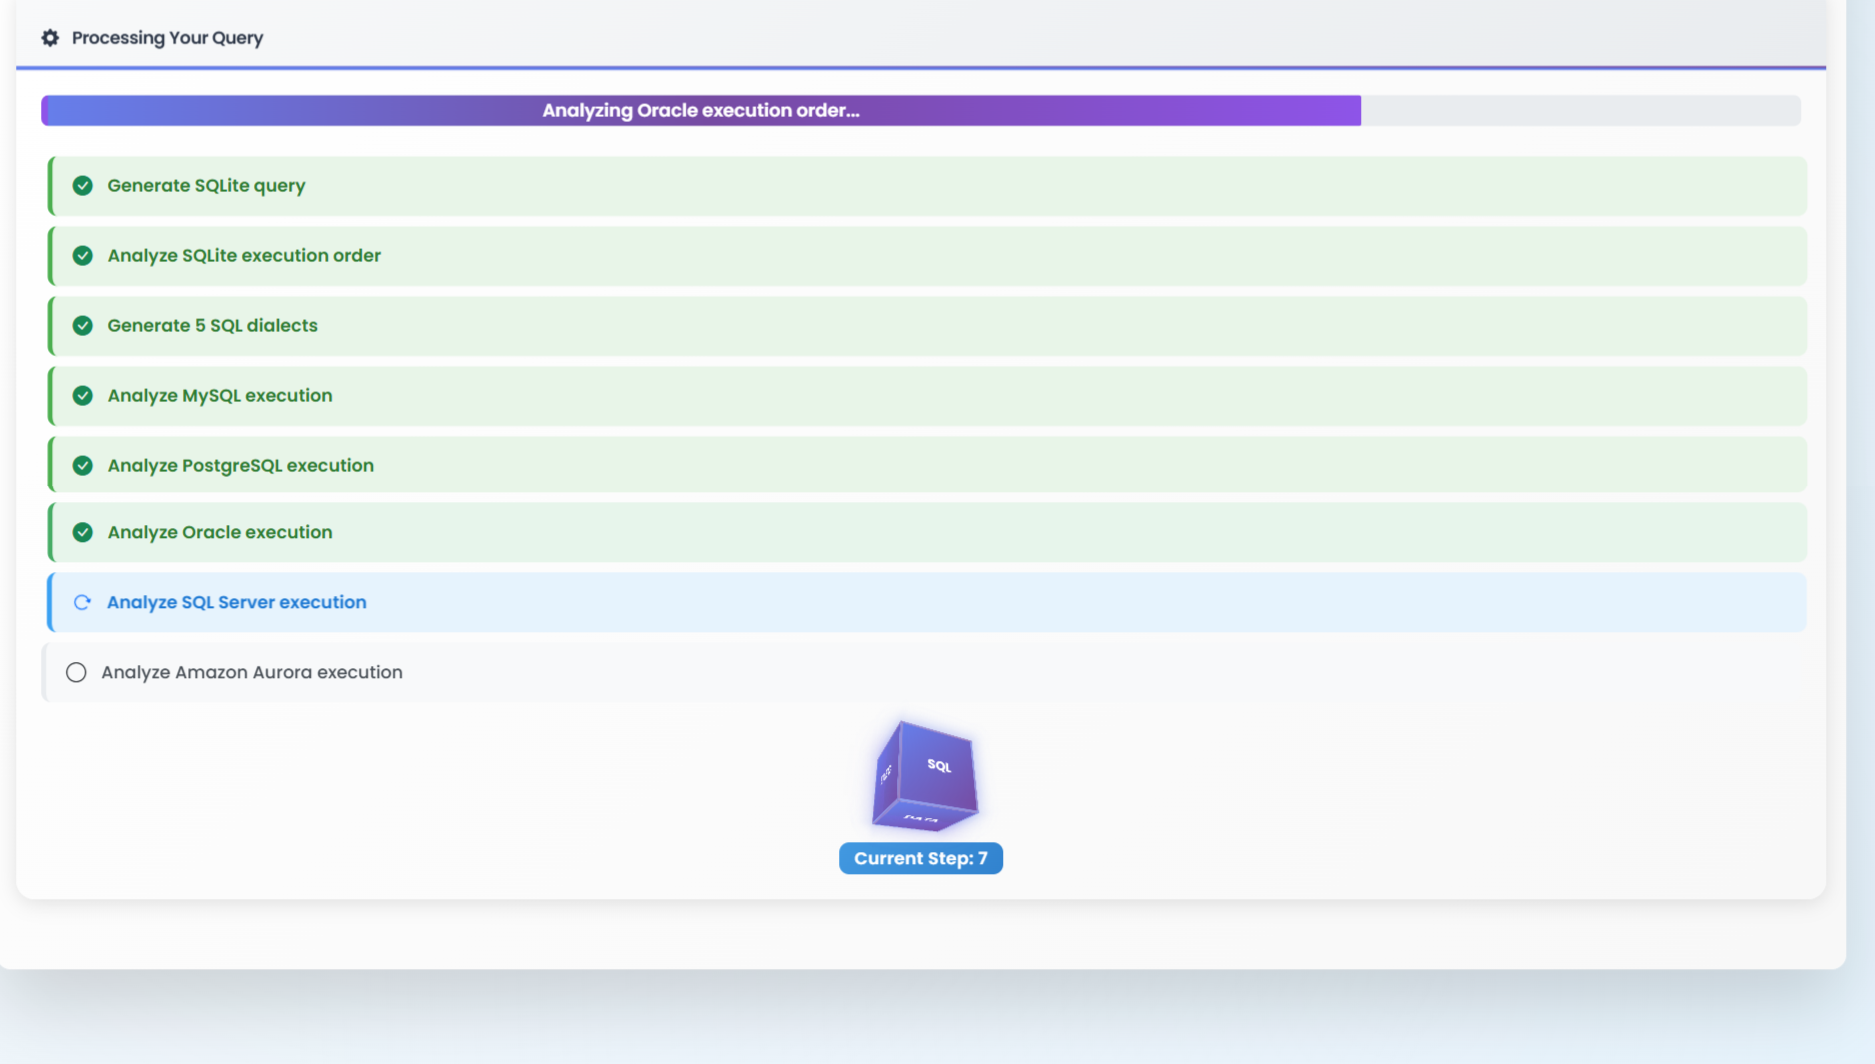 Processing Your Query
Analyzing Oracle execution order...
Generate SQLite query
Analyze SQLite execution order
Generate 5 SQL dialects
Analyze MySQL execution
Analyze PostgreSQL execution
Analyze Oracle execution
Analyze SQL Server execution
Analyze Amazon Aurora execution
SQL
DATA
Current Step: 7